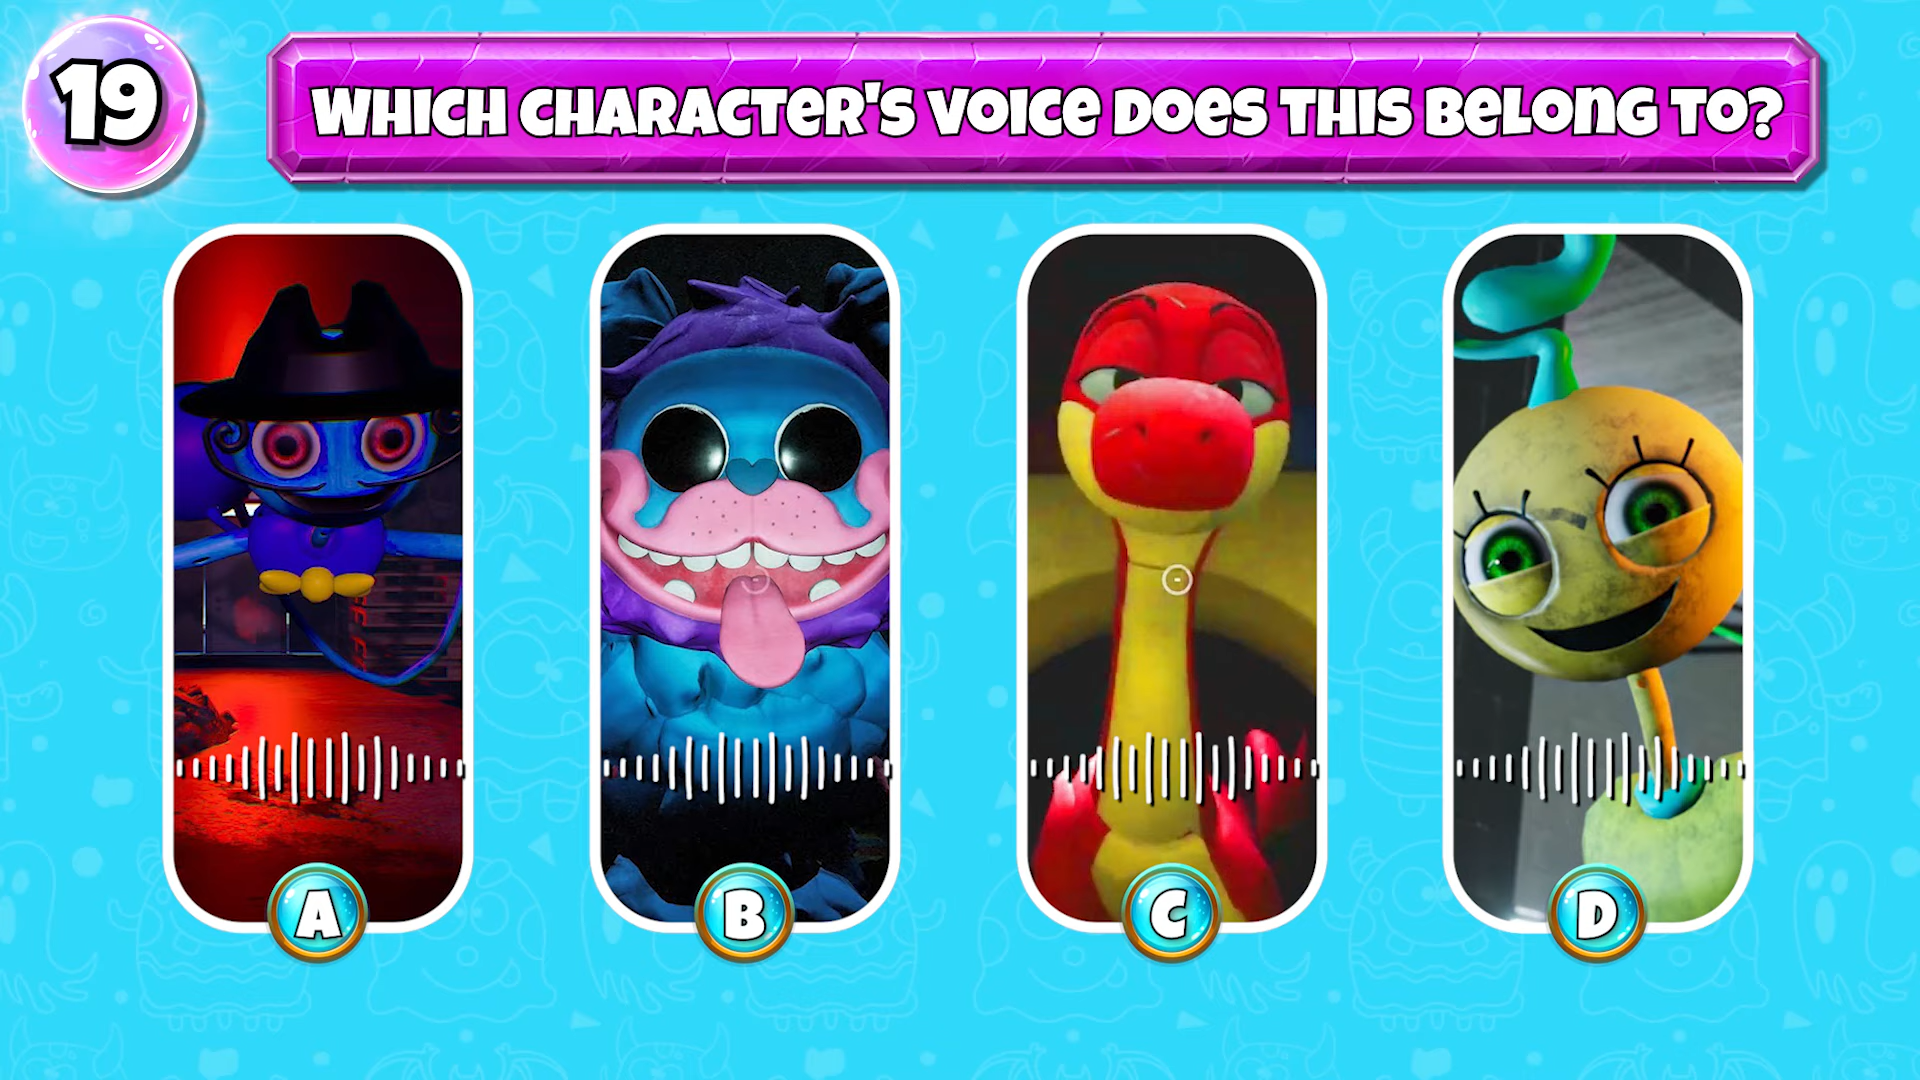 19
WHICH CHARACTER'S VOICE DOES THIS BELONG TO?
A
B
C
D